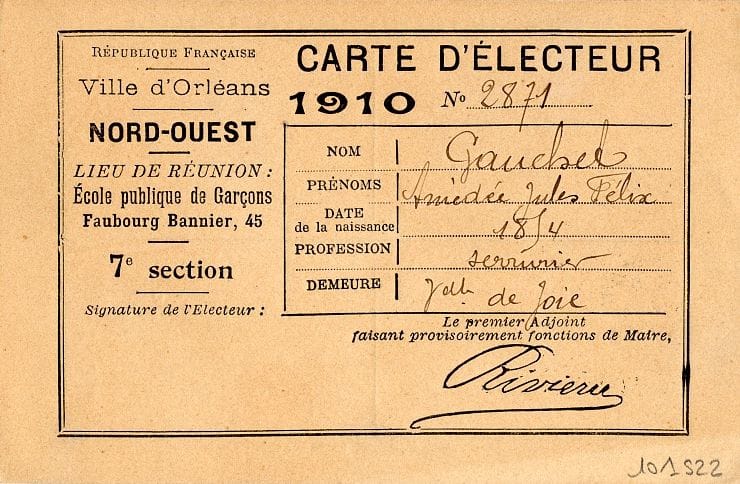 RÉPUBLIQUE FRANÇAISE
Ville d'Orléans
NORD-OUEST
LIEU DE RÉUNION :
École publique de Garçons
Faubourg Bannier, 45
7e section
Signature de l'Electeur :
CARTE D'ÉLECTEUR
1910 No 2871
NOM Gauchet
PRÉNOMS Amédée Jules Félix
DATE de la naissance 1854
PROFESSION serrurier
DEMEURE de Joie
Le premier Adjoint
faisant provisoirement fonctions de Maire,
Rivierre
101S22